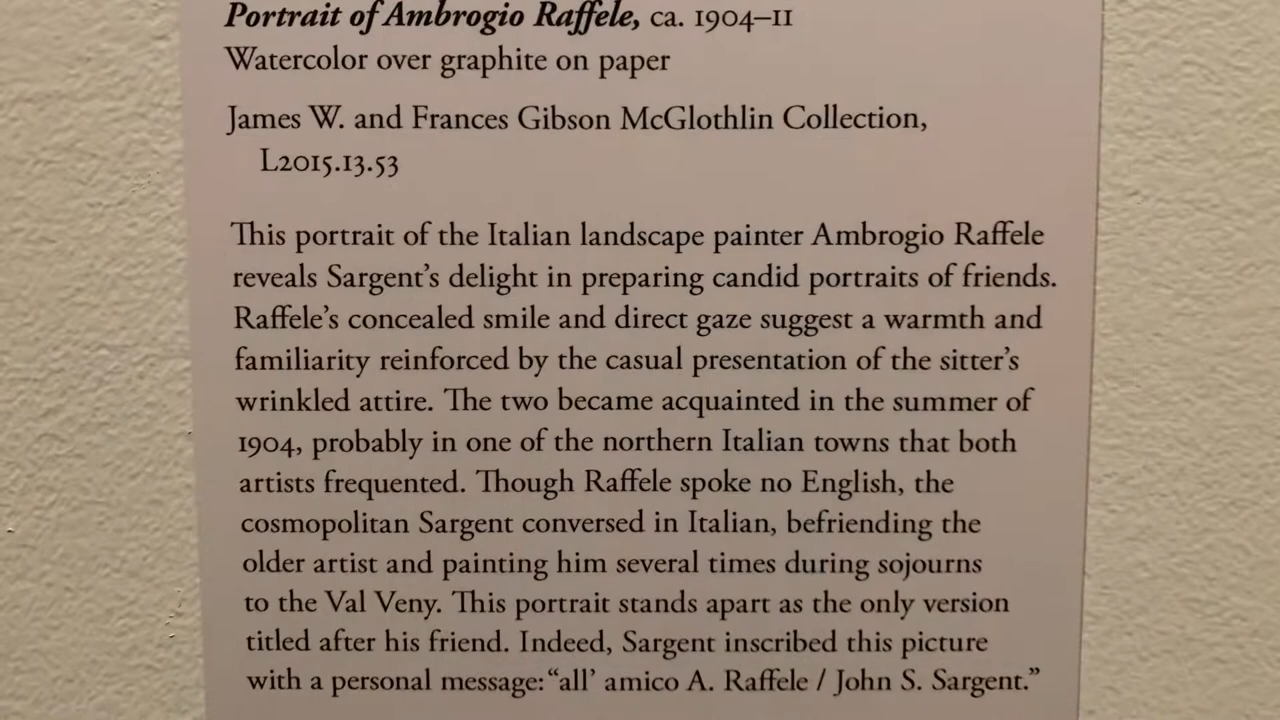 Portrait of Ambrogio Raffele, ca. 1904–11
Watercolor over graphite on paper
James W. and Frances Gibson McGlothlin Collection,
L2015.13.53
This portrait of the Italian landscape painter Ambrogio Raffele
reveals Sargent’s delight in preparing candid portraits of friends.
Raffele’s concealed smile and direct gaze suggest a warmth and
familiarity reinforced by the casual presentation of the sitter’s
wrinkled attire. The two became acquainted in the summer of
1904, probably in one of the northern Italian towns that both
artists frequented. Though Raffele spoke no English, the
cosmopolitan Sargent conversed in Italian, befriending the
older artist and painting him several times during sojourns
to the Val Veny. This portrait stands apart as the only version
titled after his friend. Indeed, Sargent inscribed this picture
with a personal message: “all’ amico A. Raffele / John S. Sargent.”